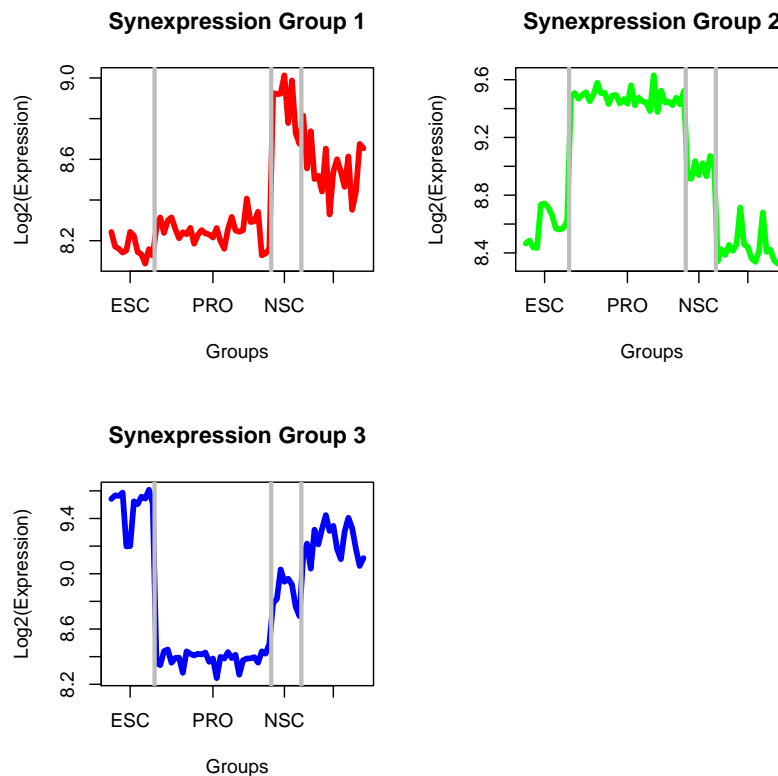 Synexpression Group 1
Log2(Expression)
9.0
8.6
8.2
ESC PRO NSC
Groups
Synexpression Group 2
Log2(Expression)
9.6
9.2
8.8
8.4
ESC PRO NSC
Groups
Synexpression Group 3
Log2(Expression)
9.4
9.0
8.6
8.2
ESC PRO NSC
Groups